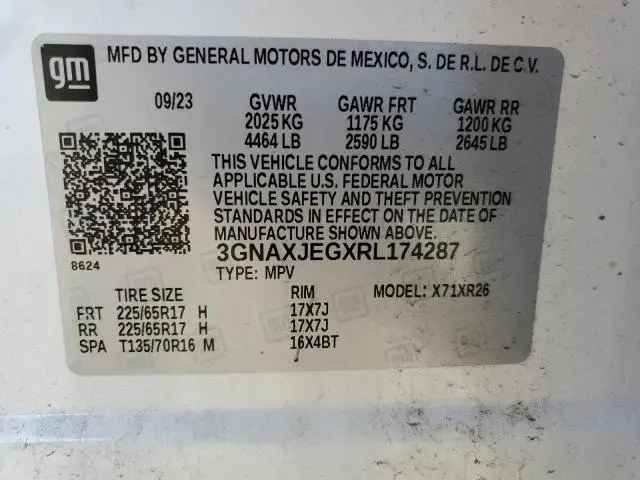 gm
MFD BY GENERAL MOTORS DE MEXICO, S. DE R.L. DE C.V.
09/23 GVWR GAWR FRT GAWR RR
2025 KG 1175 KG 1200 KG
4464 LB 2590 LB 2645 LB
THIS VEHICLE CONFORMS TO ALL
APPLICABLE U.S. FEDERAL MOTOR
VEHICLE SAFETY AND THEFT PREVENTION
STANDARDS IN EFFECT ON THE DATE OF
MANUFACTURE SHOWN ABOVE.
8624
3GNAXJEGXRL174287
TYPE: MPV
TIRE SIZE RIM MODEL: X71XR26
FRT 225/65R17 H 17X7J
RR 225/65R17 H 17X7J
SPA T135/70R16 M 16X4BT